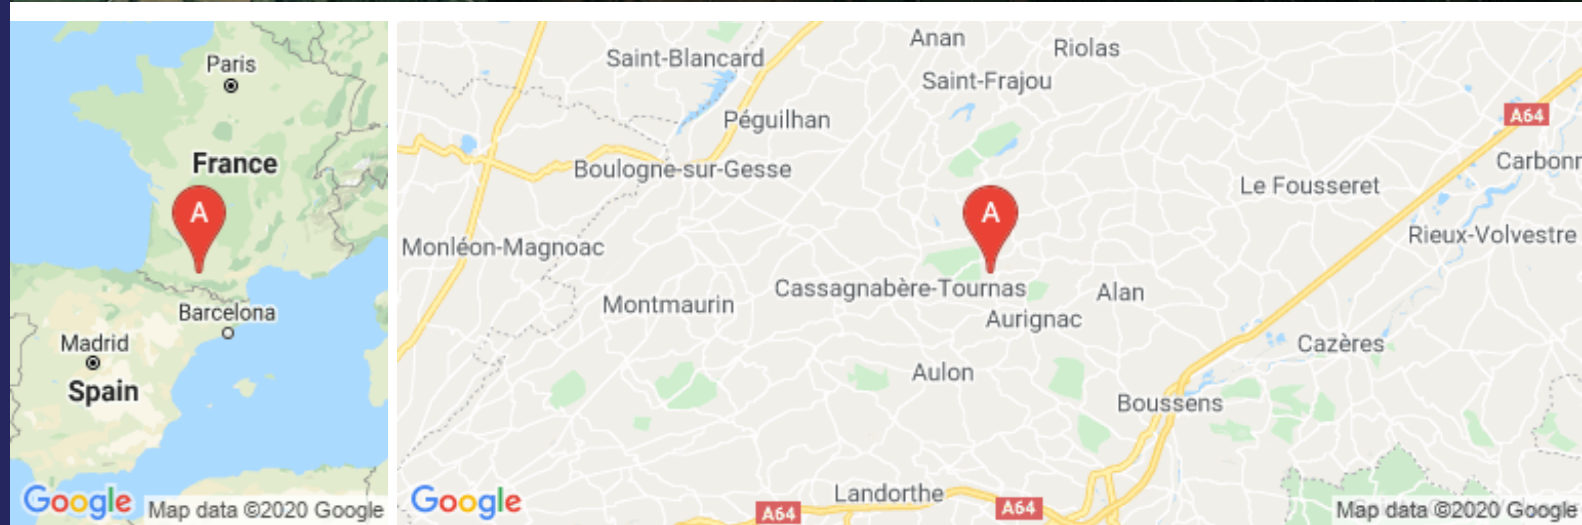 Paris
France
A
Barcelona
Madrid
Spain
Google
Map data ©2020 Google
Anan
Riolas
Saint-Blancard
Saint-Frajou
A64
Péguilhan
Carbonr
Boulogne-sur-Gesse
Le Fousseret
A
Rieux-Volvestre
Monléon-Magnoac
Cassagnabère-Tournas
Alan
Montmaurin
Aurignac
Cazères
Aulon
Boussens
Landorthe
A64
A64
Google
Map data ©2020 Google